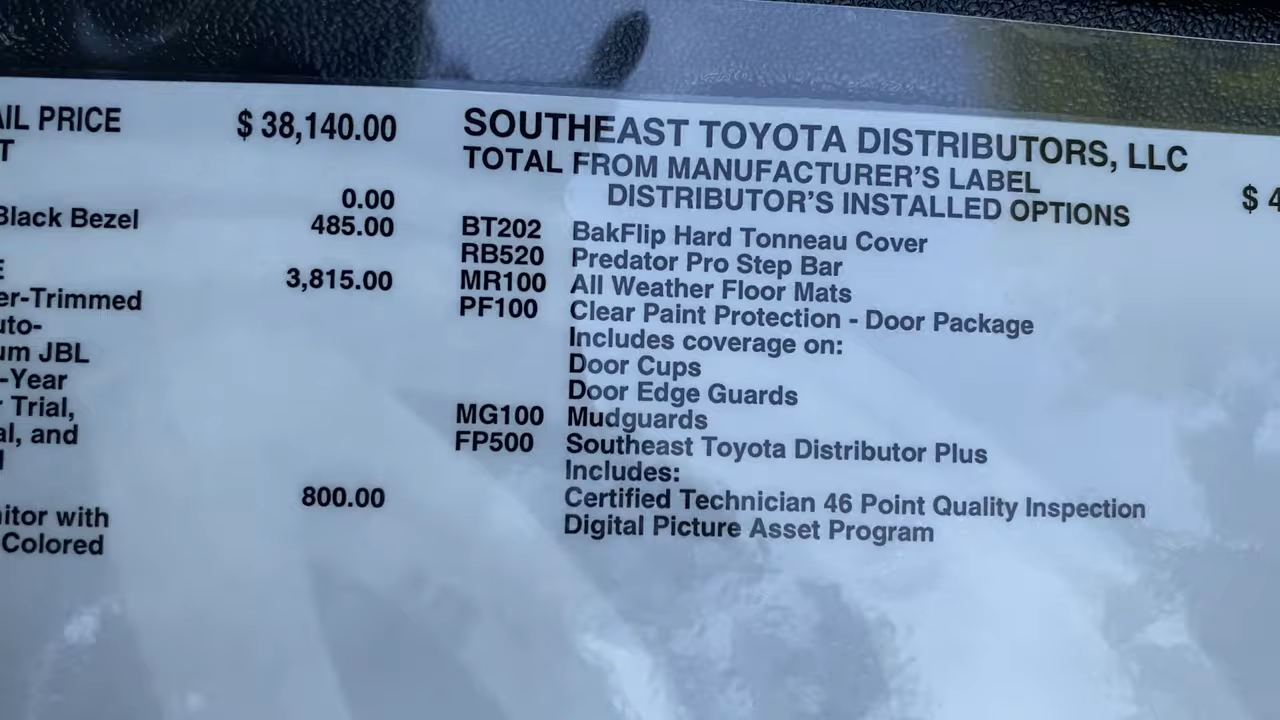 AIL PRICE $ 38,140.00
T
0.00
Black Bezel 485.00
3,815.00
er-Trimmed
uto-
um JBL
-Year
Trial,
al, and
800.00
itor with
Colored
SOUTHEAST TOYOTA DISTRIBUTORS, LLC
TOTAL FROM MANUFACTURER'S LABEL
$ 4
DISTRIBUTOR'S INSTALLED OPTIONS
BT202 BakFlip Hard Tonneau Cover
RB520 Predator Pro Step Bar
MR100 All Weather Floor Mats
PF100 Clear Paint Protection - Door Package
Includes coverage on:
Door Cups
Door Edge Guards
MG100 Mudguards
FP500 Southeast Toyota Distributor Plus
Includes:
Certified Technician 46 Point Quality Inspection
Digital Picture Asset Program